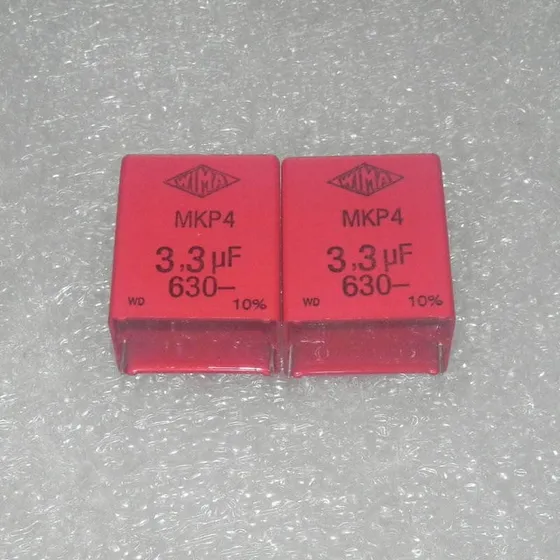 WIMA
MKP4
3,3 µF
630–
WD 10%
WIMA
MKP4
3,3 µF
630–
WD 10%